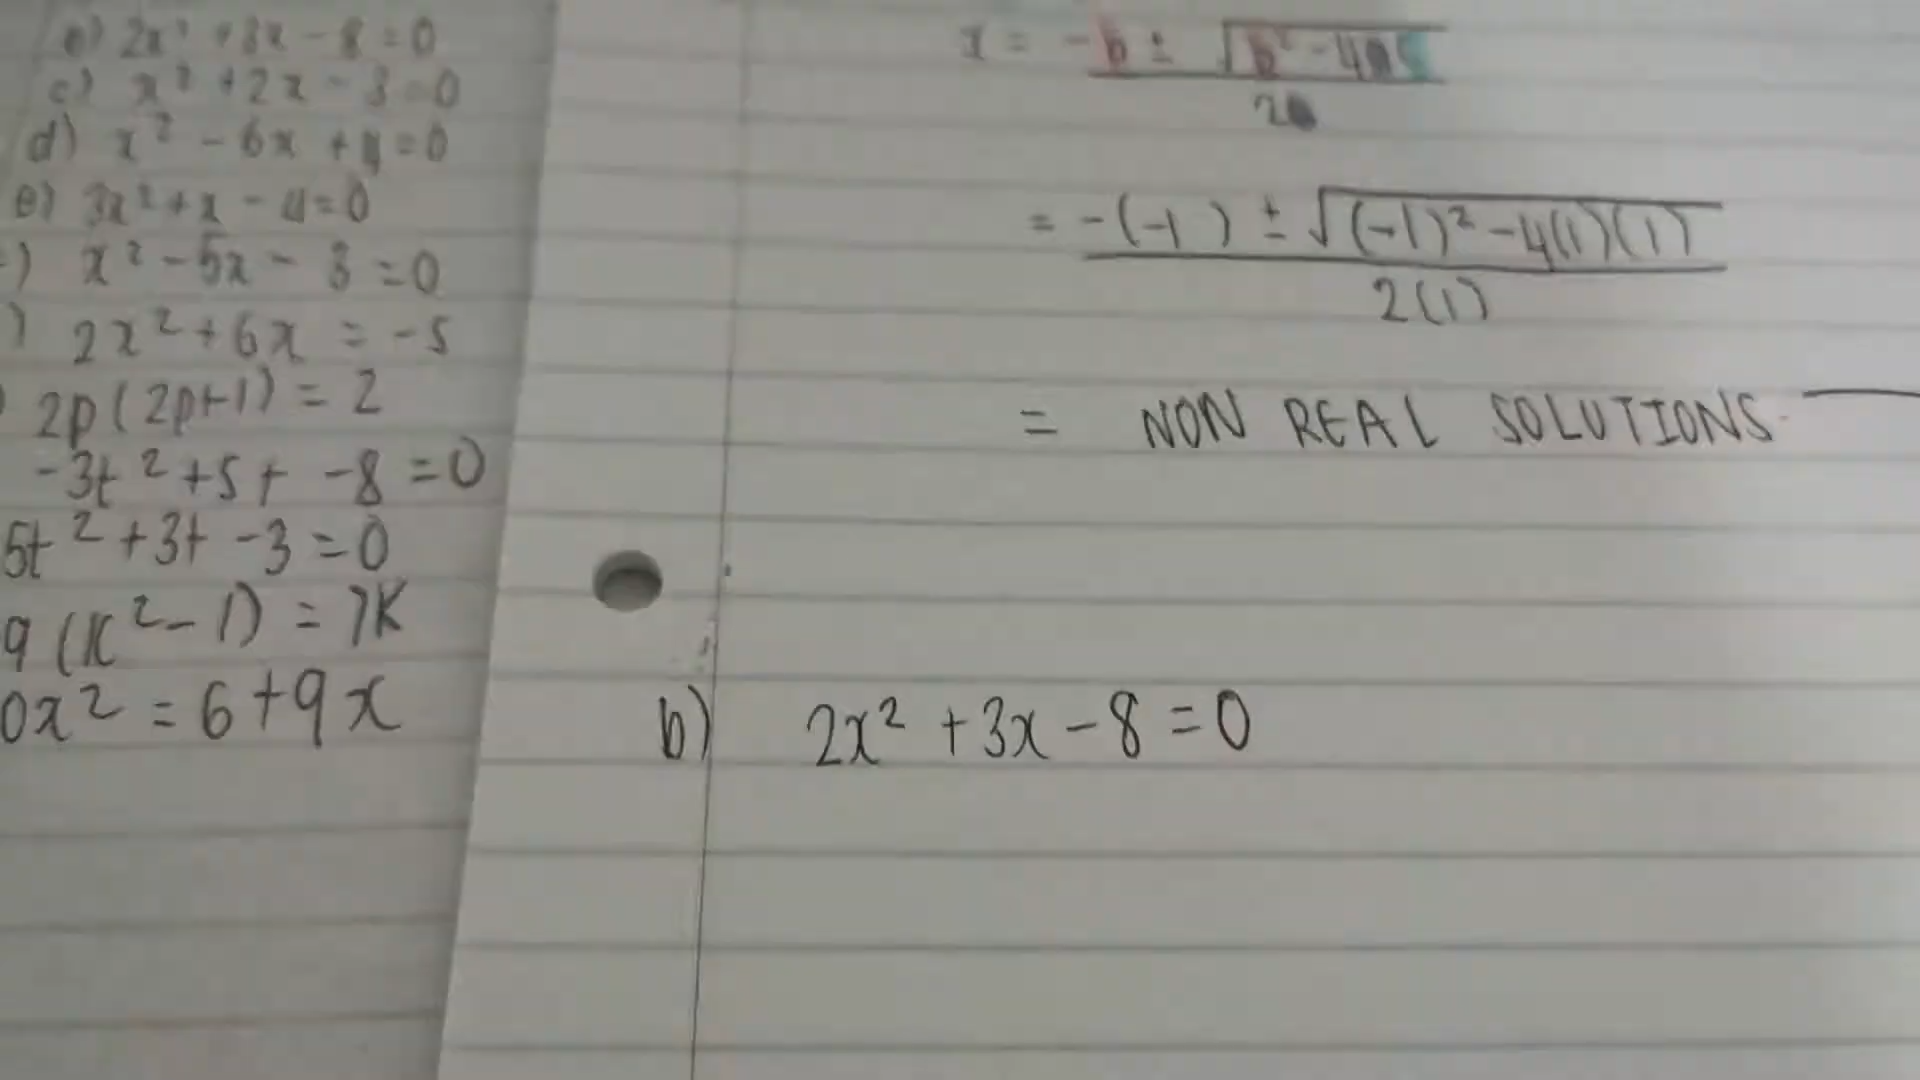 2x² + 3x - 8 = 0
c) x² + 2x - 3 = 0
d) x² - 6x + 4 = 0
e) 3x² + x - 4 = 0
) x² - 5x - 3 = 0
) 2x² + 6x = -5
2p(2p+1) = 2
-3t² + 5t - 8 = 0
5t² + 3t - 3 = 0
9(k² - 1) = 7k
0x² = 6 + 9x
x = -b ± √b² - 4ac / 2a
= -(-1) ± √(-1)² - 4(1)(1) / 2(1)
= NON REAL SOLUTIONS.
b) 2x² + 3x - 8 = 0